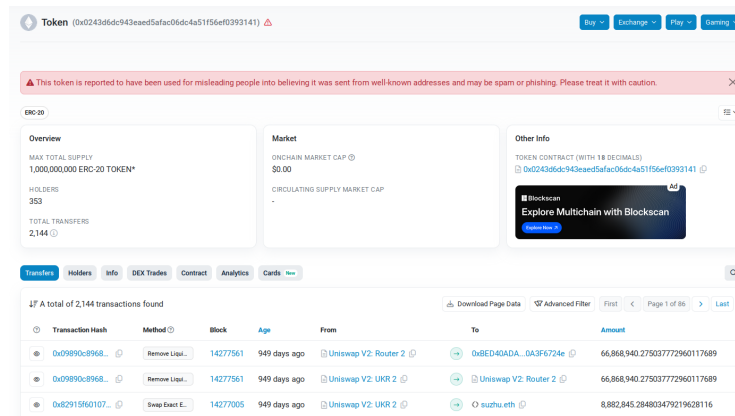 Token (0x0243d6dc943eaed5afac06dc4a51f56ef0393141)
Buy Exchange Play Gaming
This token is reported to have been used for misleading people into believing it was sent from well-known addresses and may be spam or phishing. Please treat it with caution.
ERC-20
Overview
MAX TOTAL SUPPLY
1,000,000,000 ERC-20 TOKEN*
HOLDERS
353
TOTAL TRANSFERS
2,144
Market
ONCHAIN MARKET CAP
$0.00
CIRCULATING SUPPLY MARKET CAP
-
Other Info
TOKEN CONTRACT (WITH 18 DECIMALS)
0x0243d6dc943eaed5afac06dc4a51f56ef0393141
Ad
Blockscan
Explore Multichain with Blockscan
Explore Now
Transfers Holders Info DEX Trades Contract Analytics Cards New
A total of 2,144 transactions found
Download Page Data Advanced Filter First < Page 1 of 86 > Last
Transaction Hash Method Block Age From To Amount
0x09890c8968... Remove Liqui... 14277561 949 days ago Uniswap V2: Router 2 0xBED40ADA...0A3F6724e 66,868,940.275037772960117689
0x09890c8968... Remove Liqui... 14277561 949 days ago Uniswap V2: UKR 2 Uniswap V2: Router 2 66,868,940.275037772960117689
0x82915f60107... Swap Exact E... 14277005 949 days ago Uniswap V2: UKR 2 suzhu.eth 8,882,845.284803479219628116